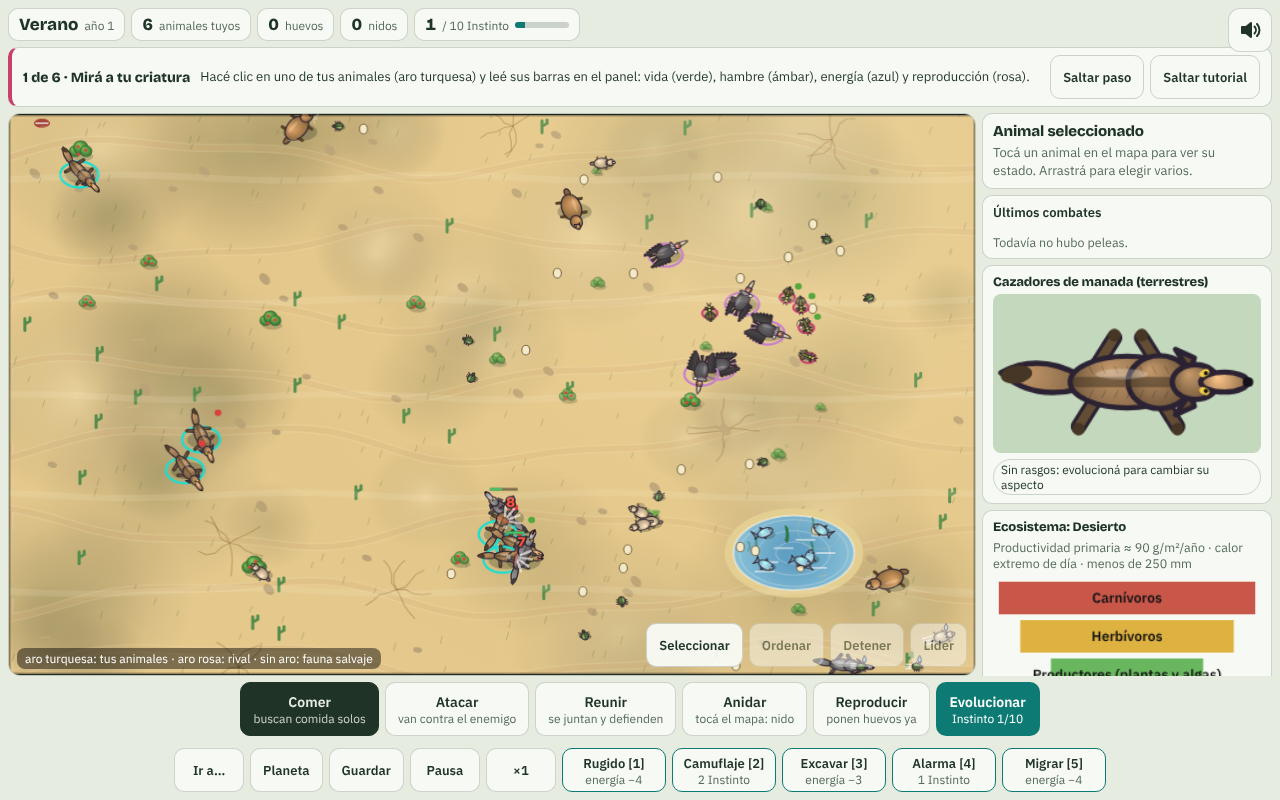 Verano año 1
6 animales tuyos
0 huevos
0 nidos
1 / 10 Instinto
1 de 6 · Mirá a tu criatura
Hacé clic en uno de tus animales (aro turquesa) y leé sus barras en el panel: vida (verde), hambre (ámbar), energía (azul) y reproducción (rosa).
Saltar paso
Saltar tutorial
Animal seleccionado
Tocá un animal en el mapa para ver su
estado. Arrastrá para elegir varios.
Últimos combates
Todavía no hubo peleas.
Cazadores de manada (terrestres)
Sin rasgos: evolucioná para cambiar su
aspecto
Ecosistema: Desierto
Productividad primaria ≈ 90 g/m²/año · calor
extremo de día · menos de 250 mm
Carnívoros
Herbívoros
Productores (plantas y algas)
8
7
Seleccionar
Ordenar
Detener
Líder
aro turquesa: tus animales · aro rosa: rival · sin aro: fauna salvaje
Comer
buscan comida solos
Atacar
van contra el enemigo
Reunir
se juntan y defienden
Anidar
tocá el mapa: nido
Reproducir
ponen huevos ya
Evolucionar
Instinto 1/10
Ir a...
Planeta
Guardar
Pausa
×1
Rugido [1]
energía −4
Camuflaje [2]
2 Instinto
Excavar [3]
energía −3
Alarma [4]
1 Instinto
Migrar [5]
energía −4